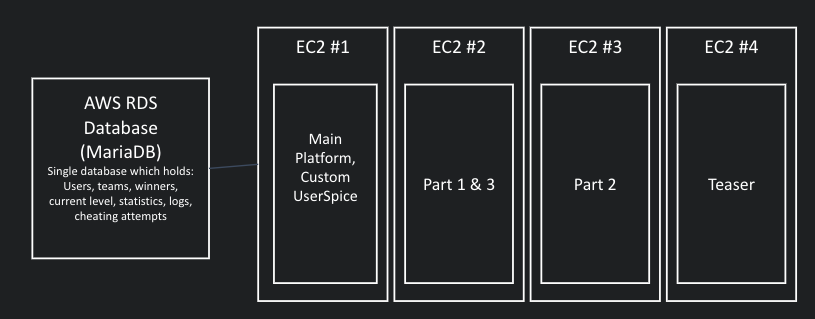 EC2 #1
EC2 #2
EC2 #3
EC2 #4
AWS RDS
Database
(MariaDB)
Single database which holds:
Users, teams, winners,
current level, statistics, logs,
cheating attempts
Main
Platform,
Custom
UserSpice
Part 1 & 3
Part 2
Teaser